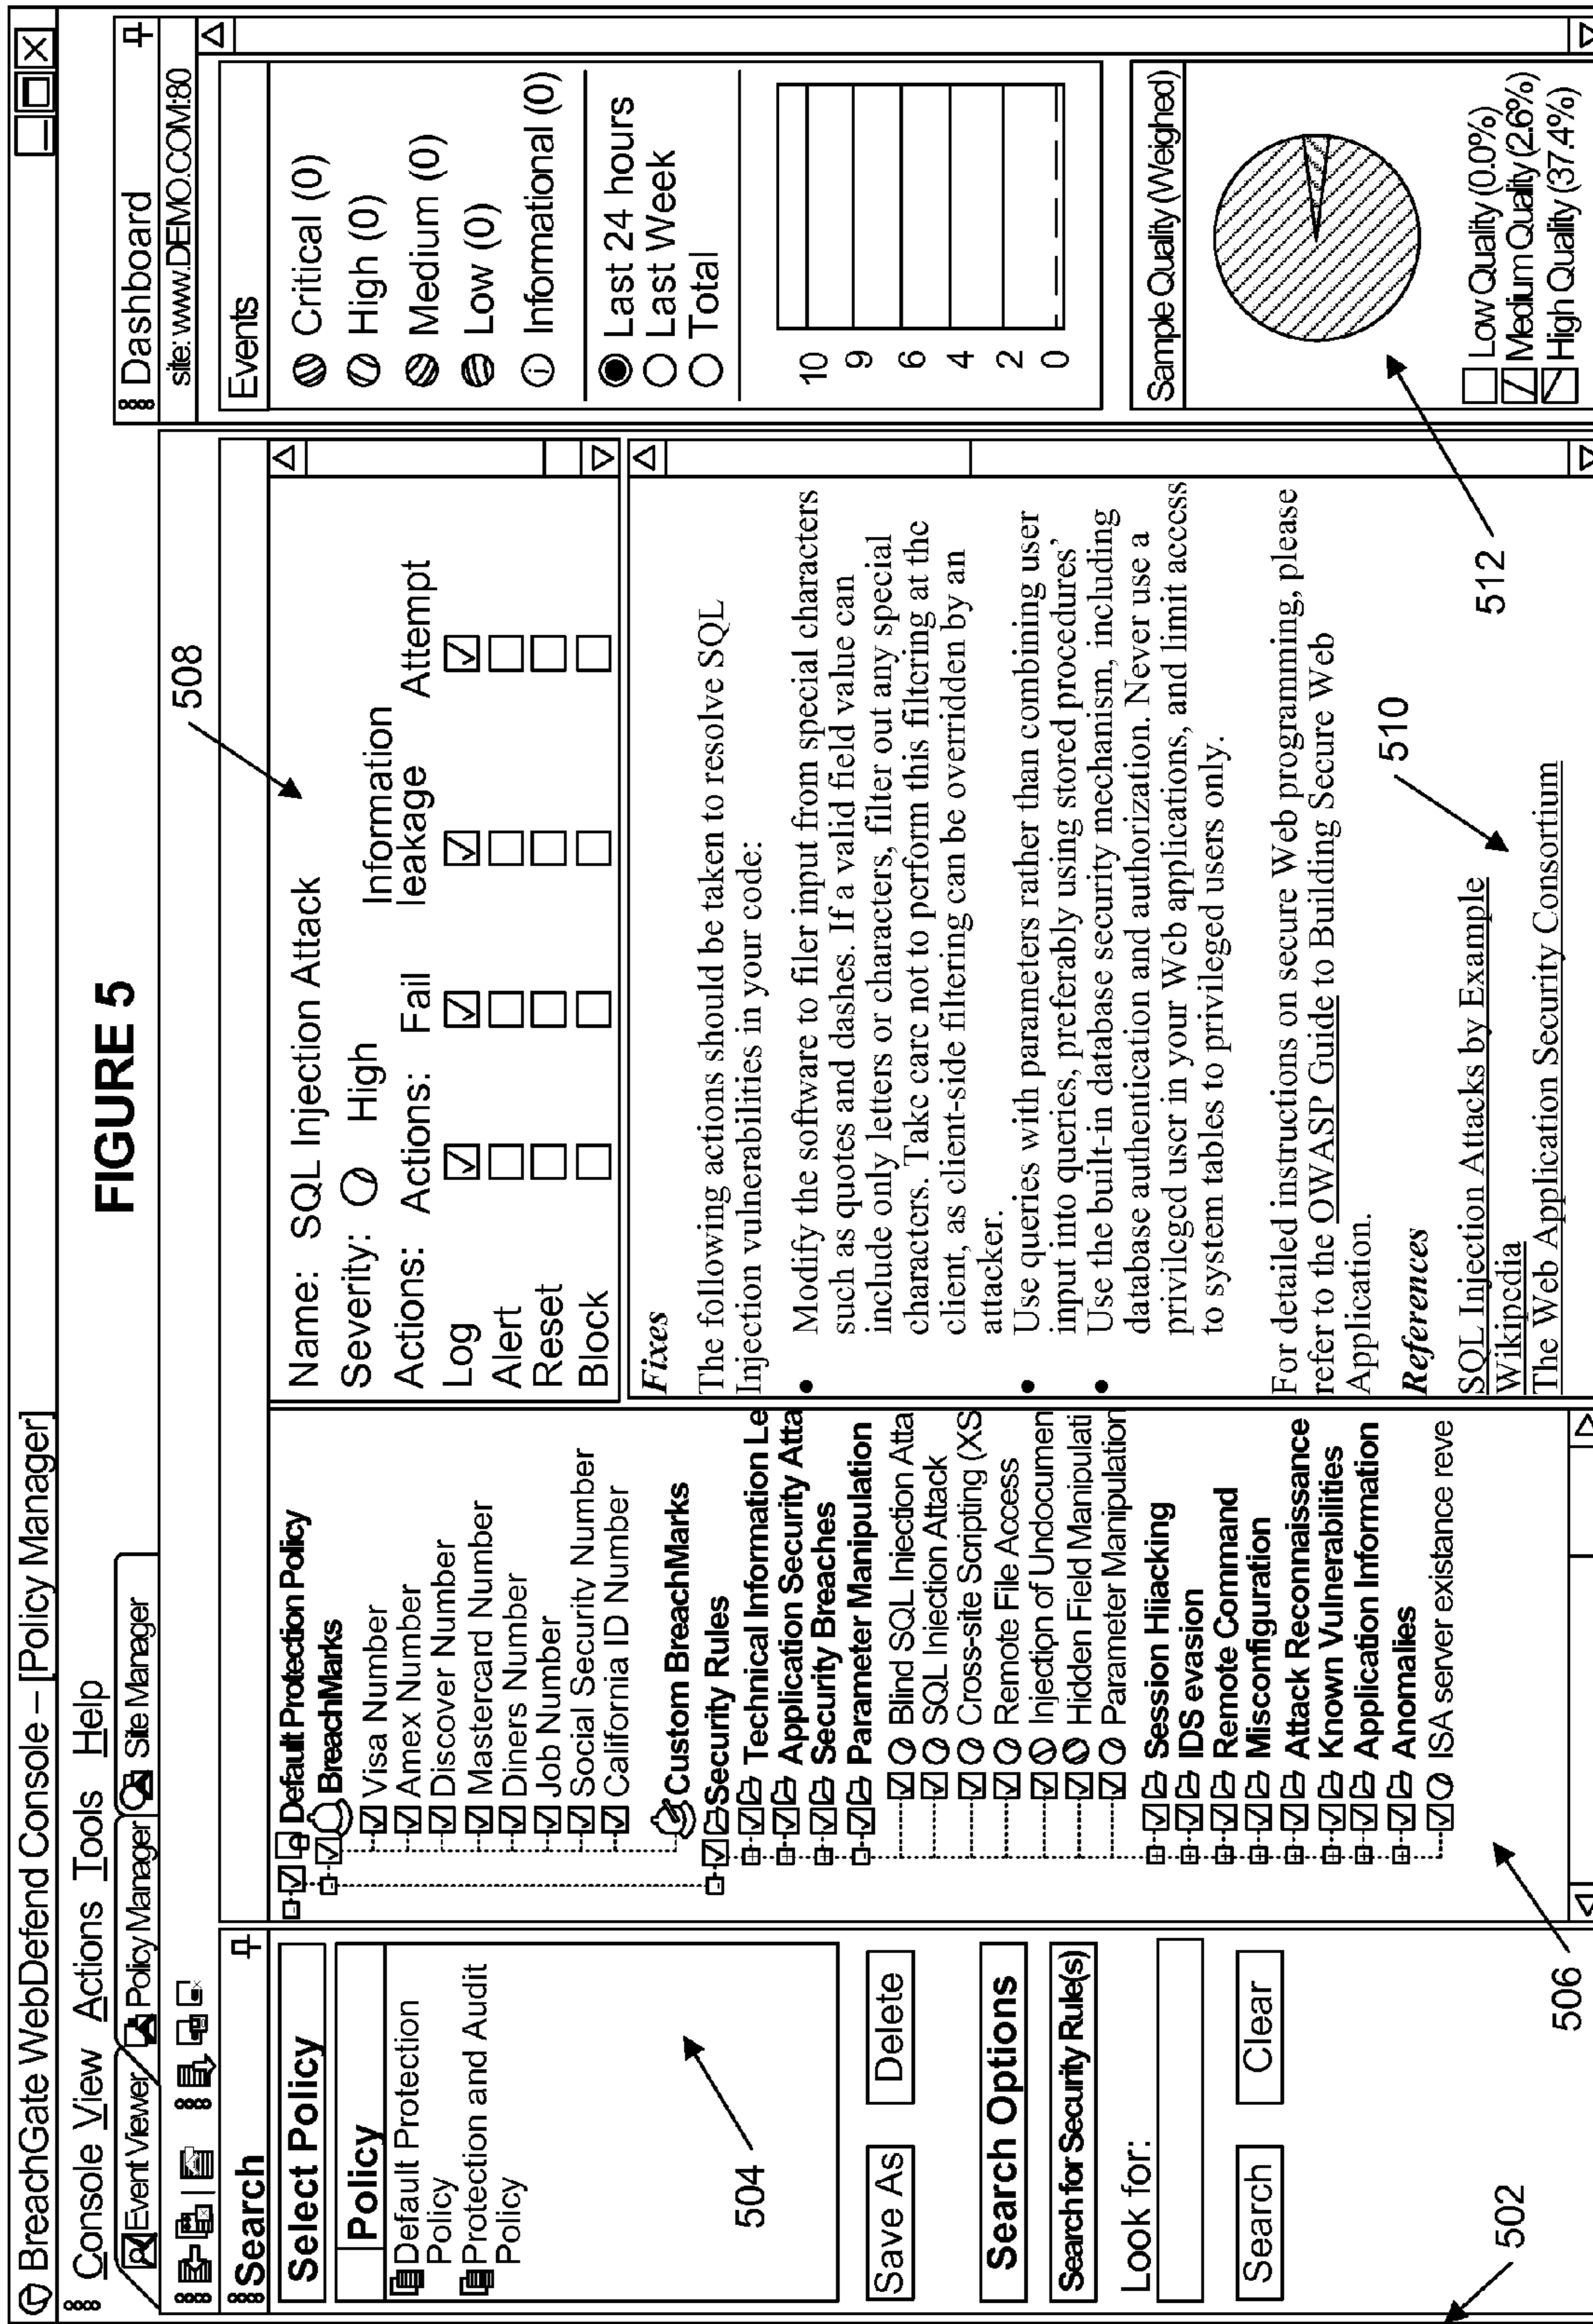 FIGURE 5
BreachGate WebDefend Console – [Policy Manager]
Console View Actions Tools Help
Event Viewer Policy Manager Site Manager
Search
Select Policy
Policy
Default Protection
Policy
Protection and Audit
Policy
504
Save As Delete
Search Options
Search for Security Rule(s)
Look for:
Search Clear
502
Default Protection Policy
BreachMarks
Visa Number
Amex Number
Discover Number
Mastercard Number
Diners Number
Job Number
Social Security Number
California ID Number
Custom BreachMarks
Security Rules
Technical Information Le
Application Security Atta
Security Breaches
Parameter Manipulation
Blind SQL Injection Atta
SQL Injection Attack
Cross-site Scripting (XS
Remote File Access
Injection of Undocumen
Hidden Field Manipulati
Parameter Manipulation
Session Hijacking
IDS evasion
Remote Command
Misconfiguration
Attack Reconnaissance
Known Vulnerabilities
Application Information
Anomalies
ISA server existance reve
506
508
Name: SQL Injection Attack
Severity: High
Information
Actions: Actions: Fail leakage Attempt
Log
Alert
Reset
Block
Fixes
The following actions should be taken to resolve SQL
Injection vulnerabilities in your code:
• Modify the software to filer input from special characters
such as quotes and dashes. If a valid field value can
include only letters or characters, filter out any special
characters. Take care not to perform this filtering at the
client, as client-side filtering can be overridden by an
attacker.
• Use queries with parameters rather than combining user
input into queries, preferably using stored procedures’
• Use the built-in database security mechanism, including
database authentication and authorization. Never use a
privileged user in your Web applications, and limit access
to system tables to privileged users only.
For detailed instructions on secure Web programming, please
refer to the OWASP Guide to Building Secure Web
Application.
References
510
SQL Injection Attacks by Example
Wikipedia
The Web Application Security Consortium
Dashboard
site: www.DEMO.COM:80
Events
Critical (0)
High (0)
Medium (0)
Low (0)
i Informational (0)
Last 24 hours
Last Week
Total
10
9
6
4
2
0
Sample Quality (Weighed)
512
Low Quality (0.0%)
Medium Quality (2.6%)
High Quality (37.4%)